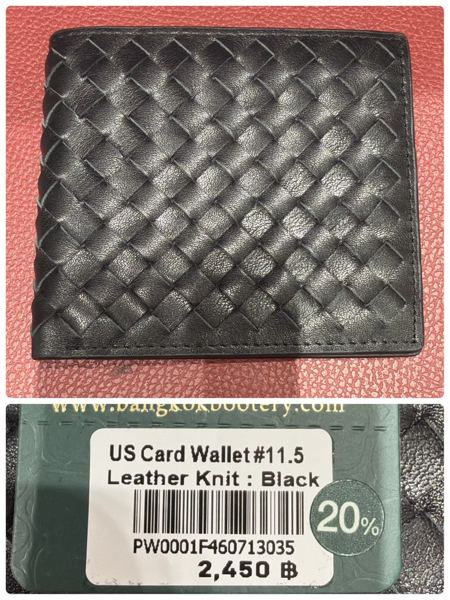 www.bangkokbootery.com
US Card Wallet #11.5
Leather Knit : Black
20%
PW0001F460713035
2,450 ฿